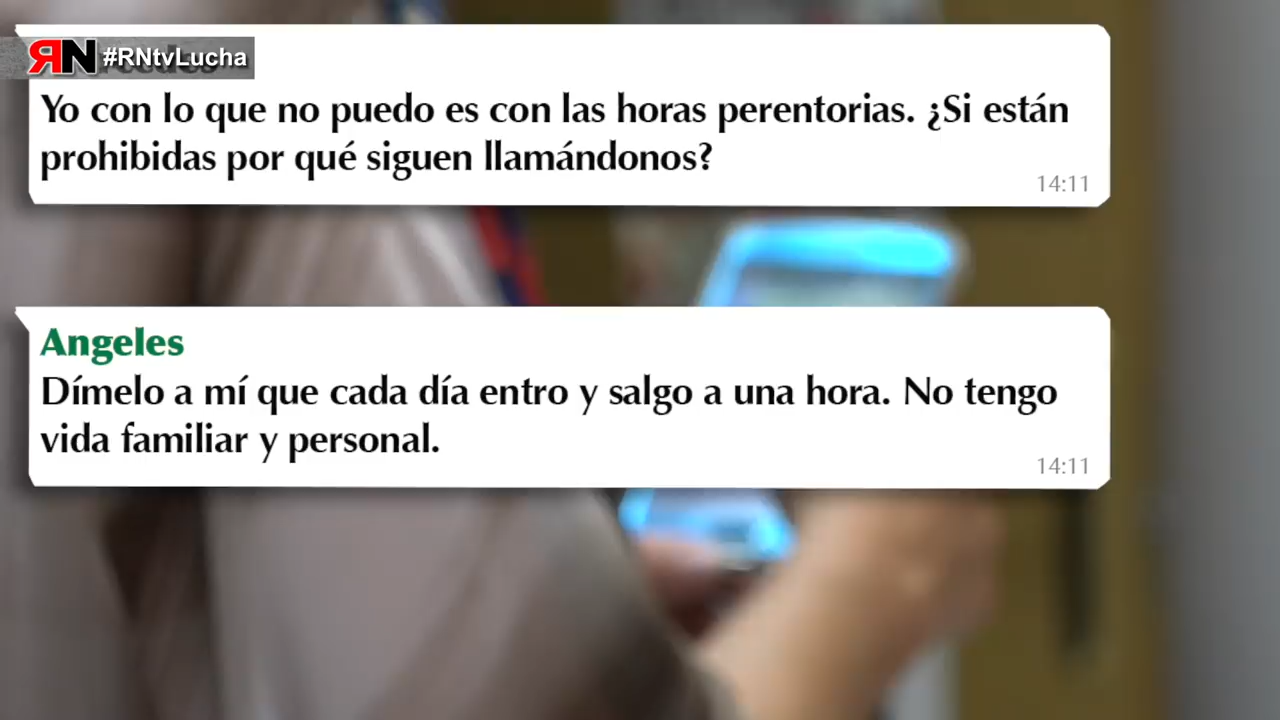 ЯN #RNtvLucha
Yo con lo que no puedo es con las horas perentorias. ¿Si están
prohibidas por qué siguen llamándonos?
14:11
Angeles
Dímelo a mí que cada día entro y salgo a una hora. No tengo
vida familiar y personal.
14:11